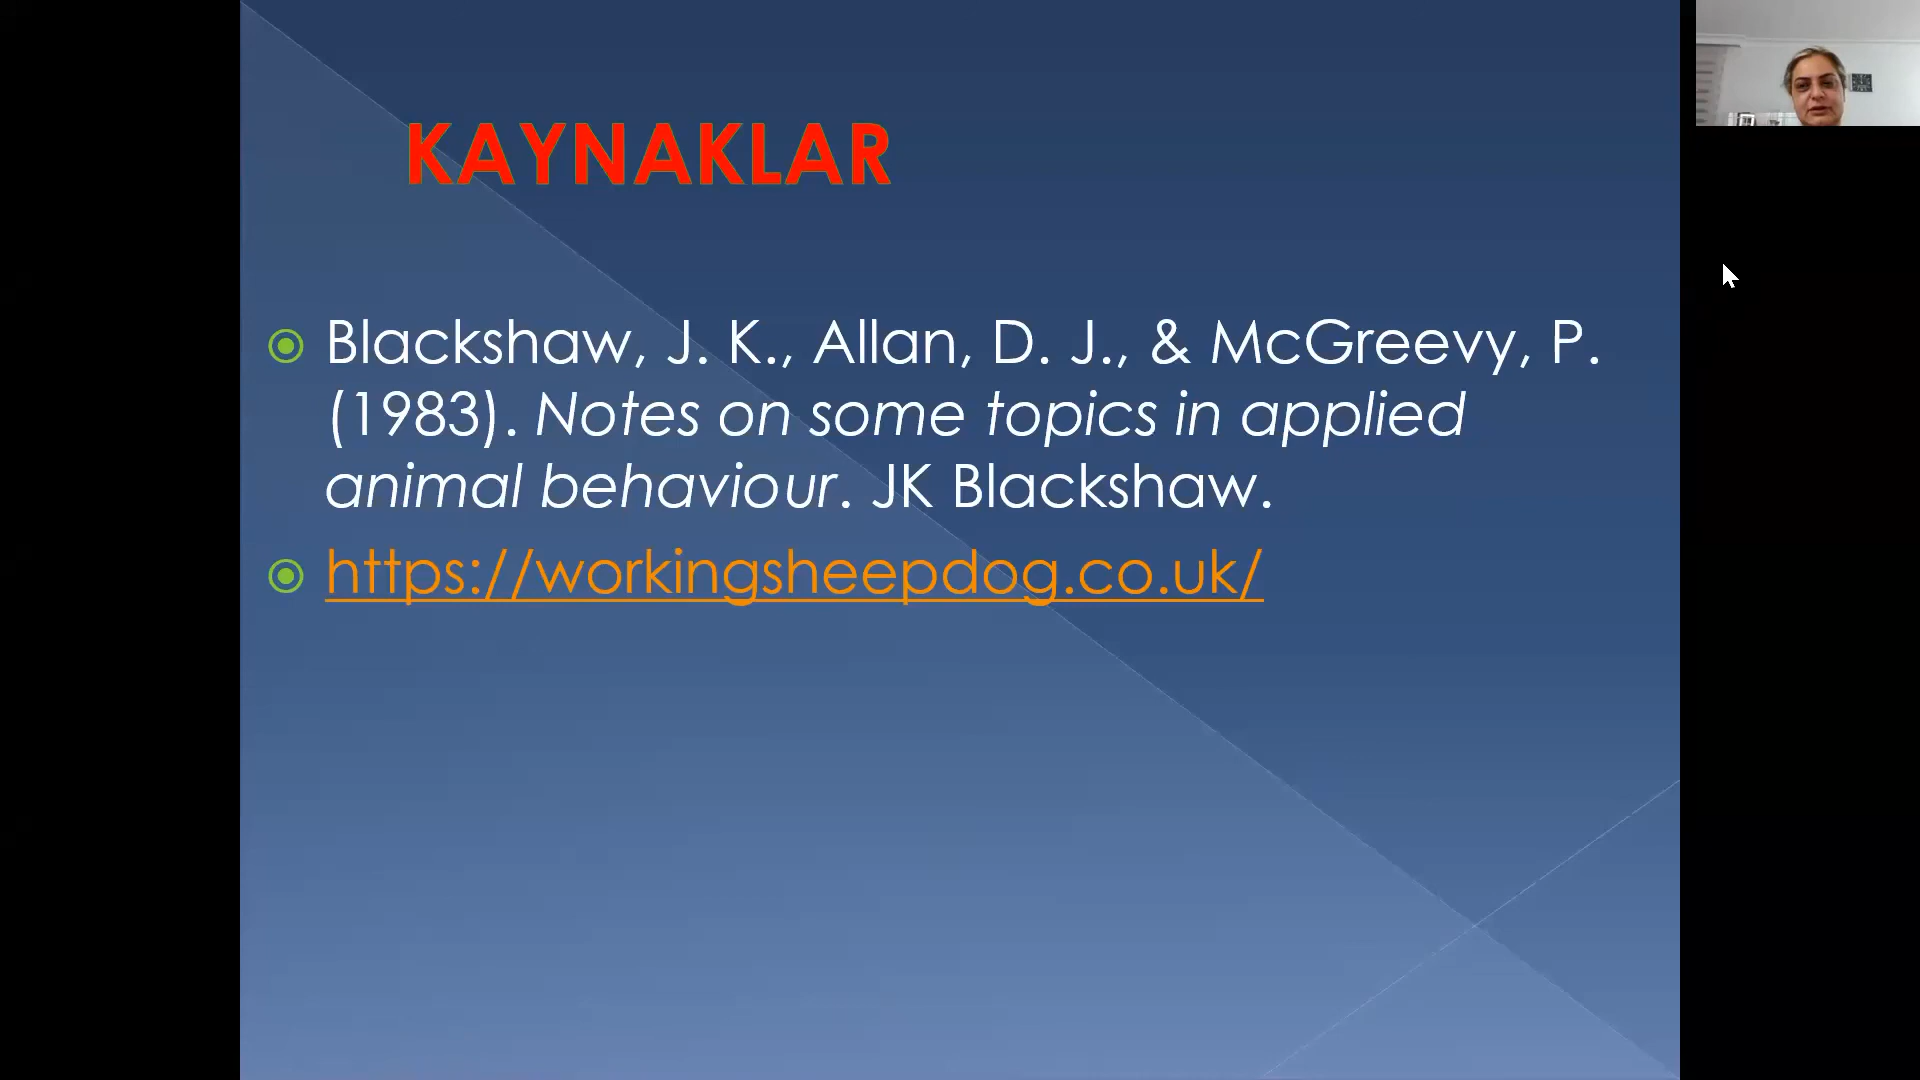 KAYNAKLAR
Blackshaw, J. K., Allan, D. J., & McGreevy, P.
(1983). Notes on some topics in applied
animal behaviour. JK Blackshaw.
https://workingsheepdog.co.uk/